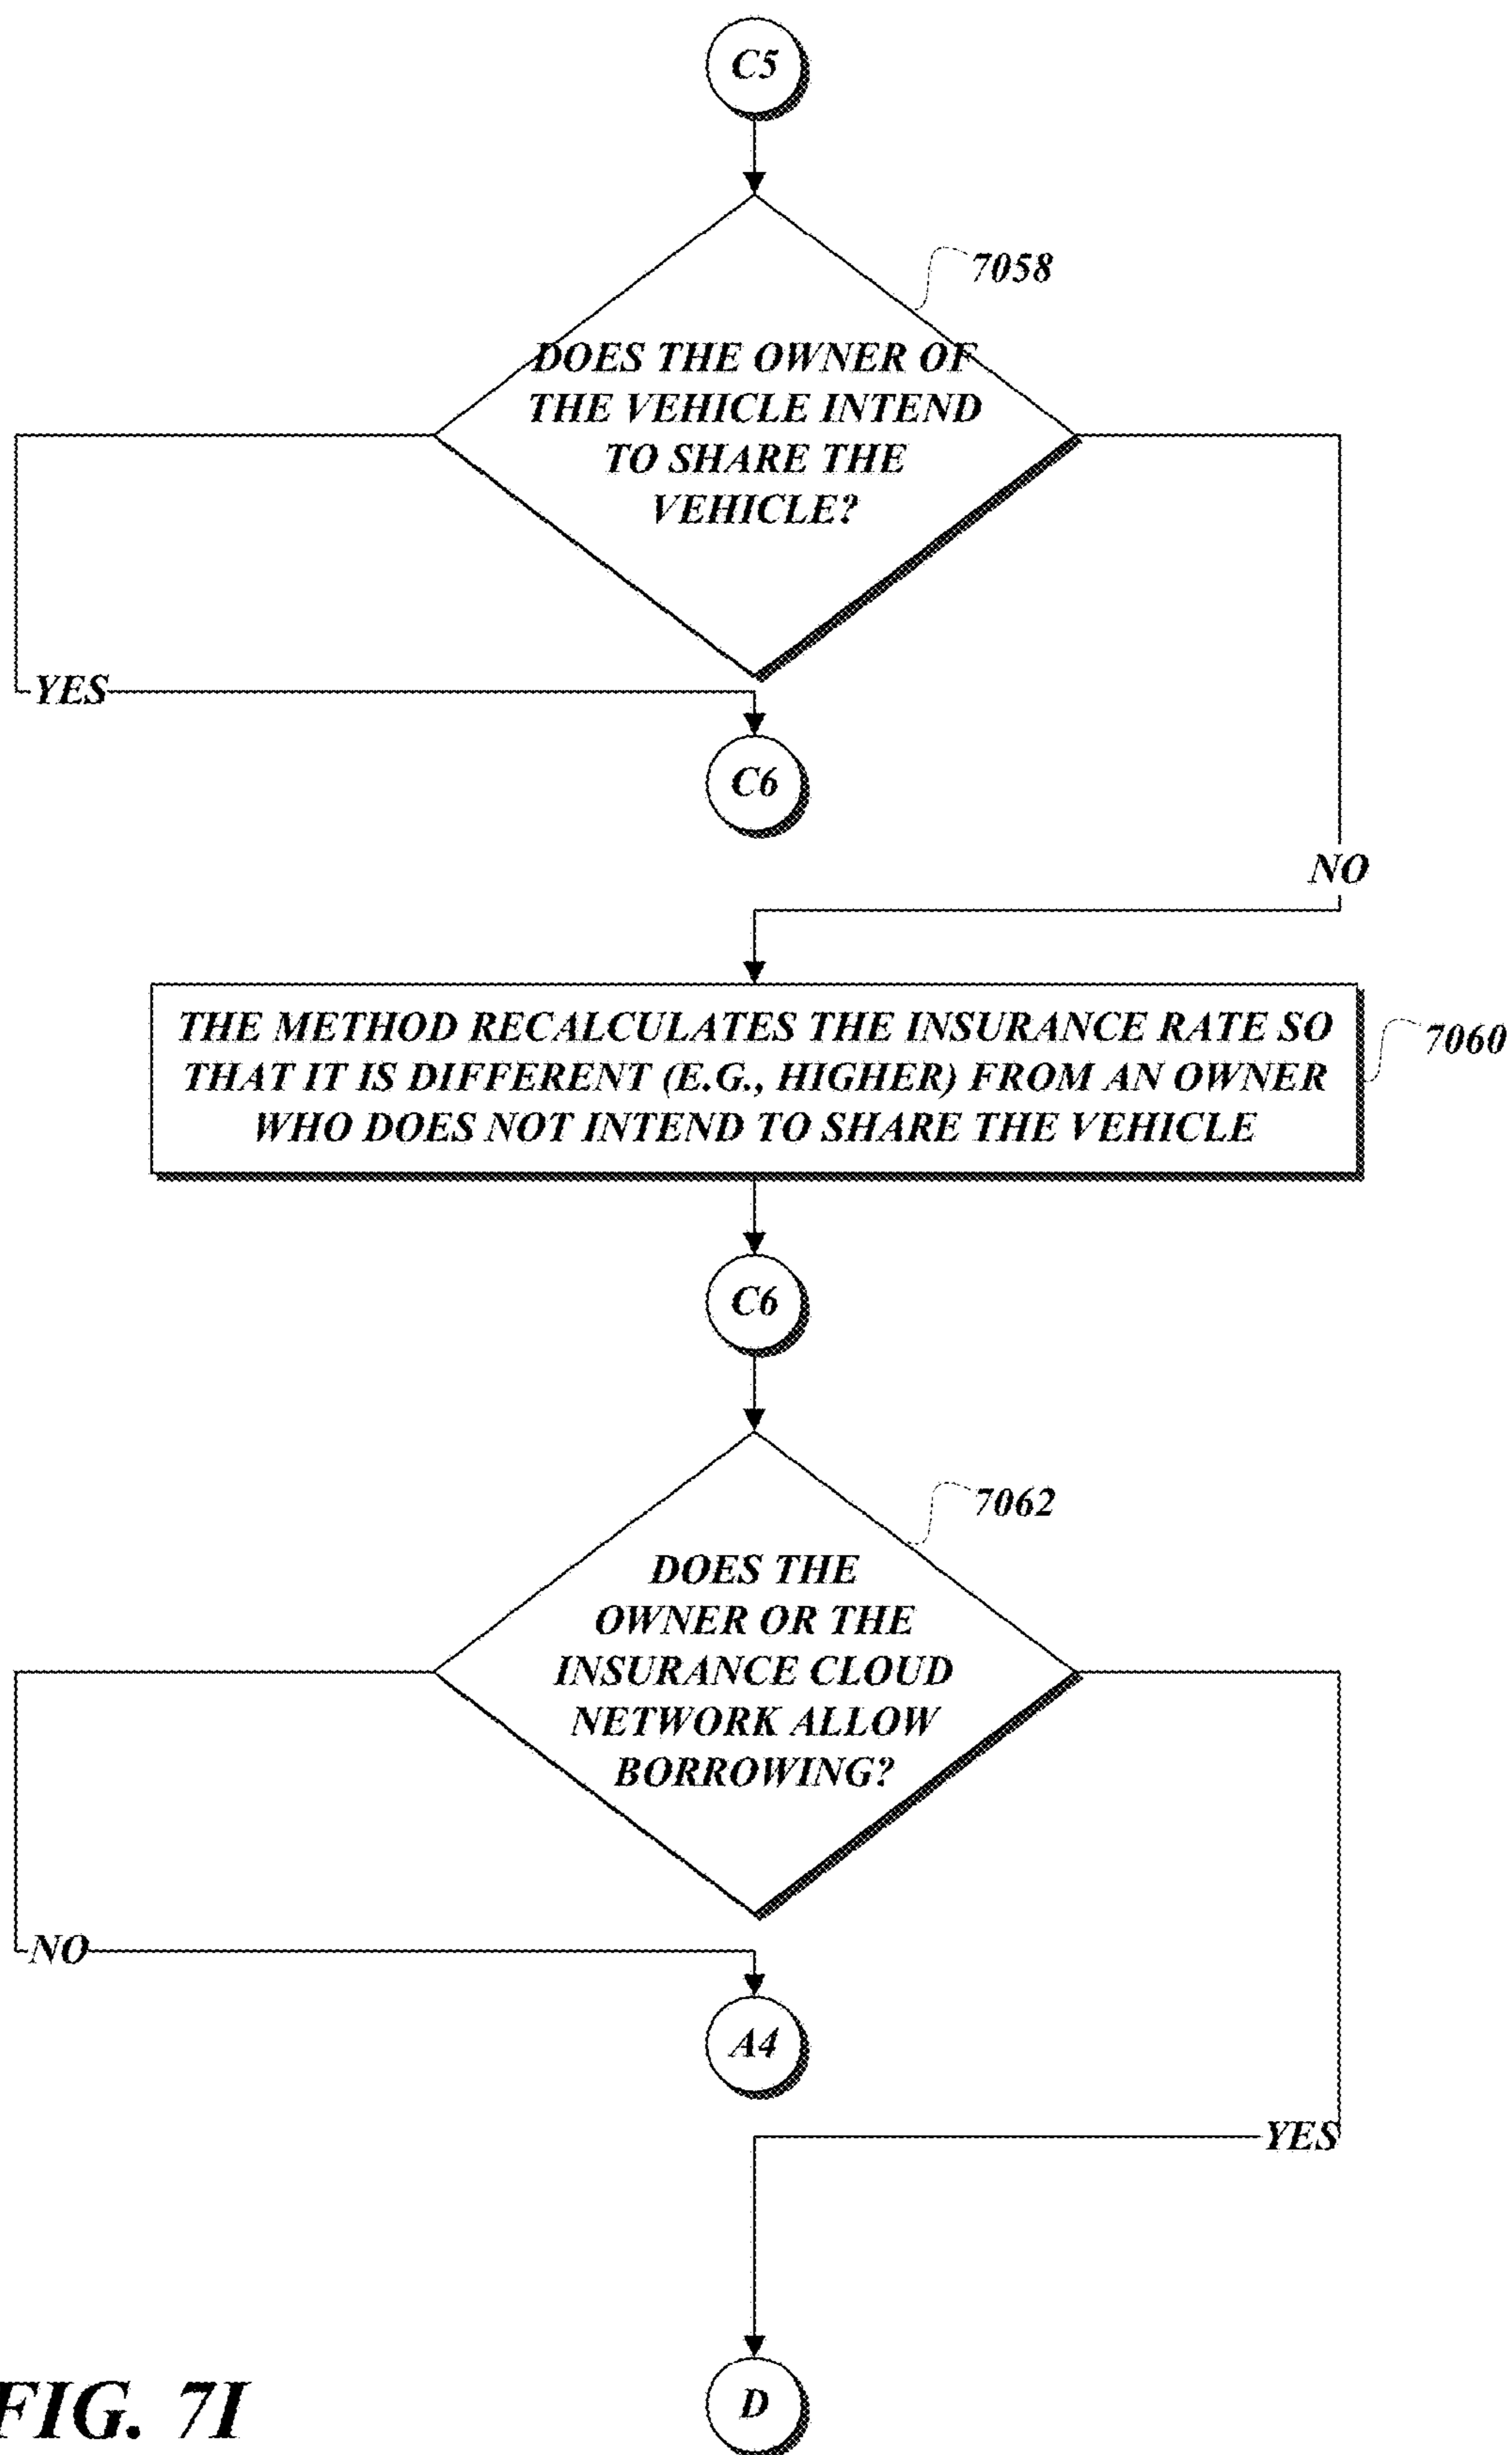 C5
7058
DOES THE OWNER OF
THE VEHICLE INTEND
TO SHARE THE
VEHICLE?
YES
C6
NO
THE METHOD RECALCULATES THE INSURANCE RATE SO
THAT IT IS DIFFERENT (E.G., HIGHER) FROM AN OWNER
WHO DOES NOT INTEND TO SHARE THE VEHICLE
7060
C6
7062
DOES THE
OWNER OR THE
INSURANCE CLOUD
NETWORK ALLOW
BORROWING?
NO
A4
YES
D
FIG. 7I